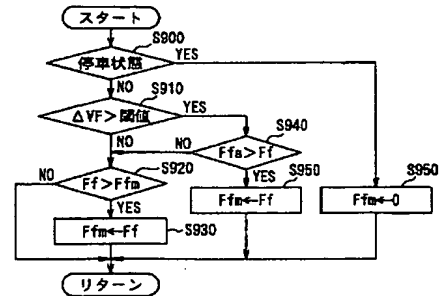 スタート
S900
停車状態
YES
NO
S910
ΔVF>閾値
YES
NO
S940
NO
Ffa>Ff
S920
NO
Ff>Ffm
YES
S950
S950
YES
Ffm←Ff
Ffm←0
Ffm←Ff
S930
リターン